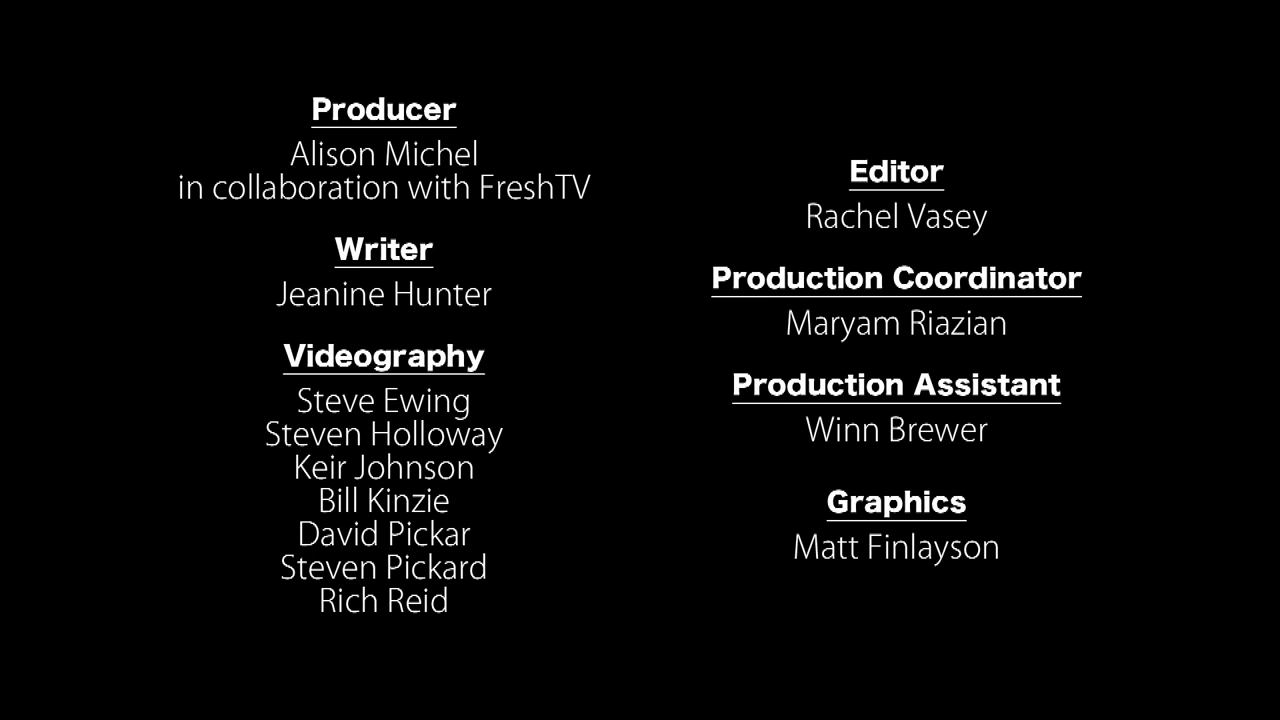 Producer
Alison Michel
in collaboration with FreshTV
Writer
Jeanine Hunter
Videography
Steve Ewing
Steven Holloway
Keir Johnson
Bill Kinzie
David Pickar
Steven Pickard
Rich Reid
Editor
Rachel Vasey
Production Coordinator
Maryam Riazian
Production Assistant
Winn Brewer
Graphics
Matt Finlayson